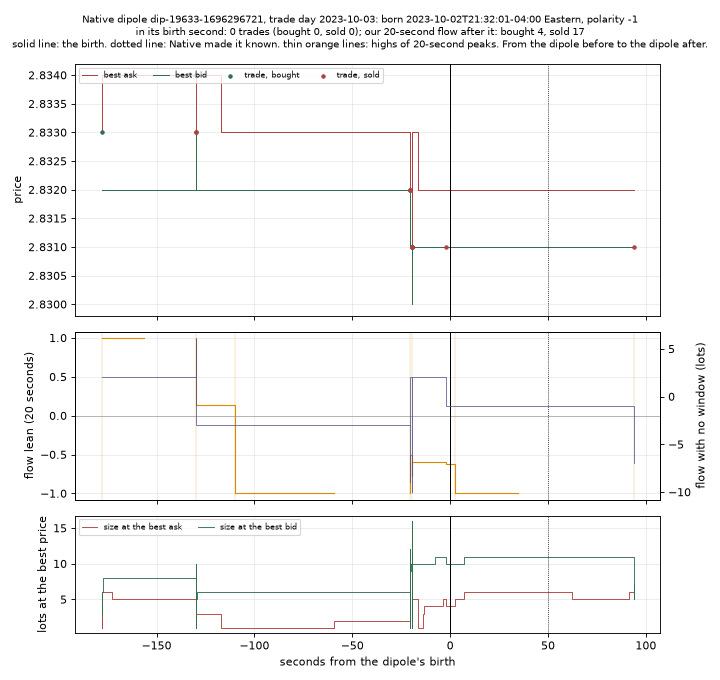 Native dipole dip-19633-1696296721, trade day 2023-10-03: born 2023-10-02T21:32:01-04:00 Eastern, polarity -1
in its birth second: 0 trades (bought 0, sold 0); our 20-second flow after it: bought 4, sold 17
solid line: the birth. dotted line: Native made it known. thin orange lines: highs of 20-second peaks. From the dipole before to the dipole after.
best ask best bid trade, bought trade, sold
2.8340
2.8335
2.8330
2.8325
2.8320
2.8315
2.8310
2.8305
2.8300
price
1.0
0.5
0.0
−0.5
−1.0
flow lean (20 seconds)
5
0
−5
−10
flow with no window (lots)
size at the best ask size at the best bid
15
10
5
lots at the best price
−150 −100 −50 0 50 100
seconds from the dipole's birth